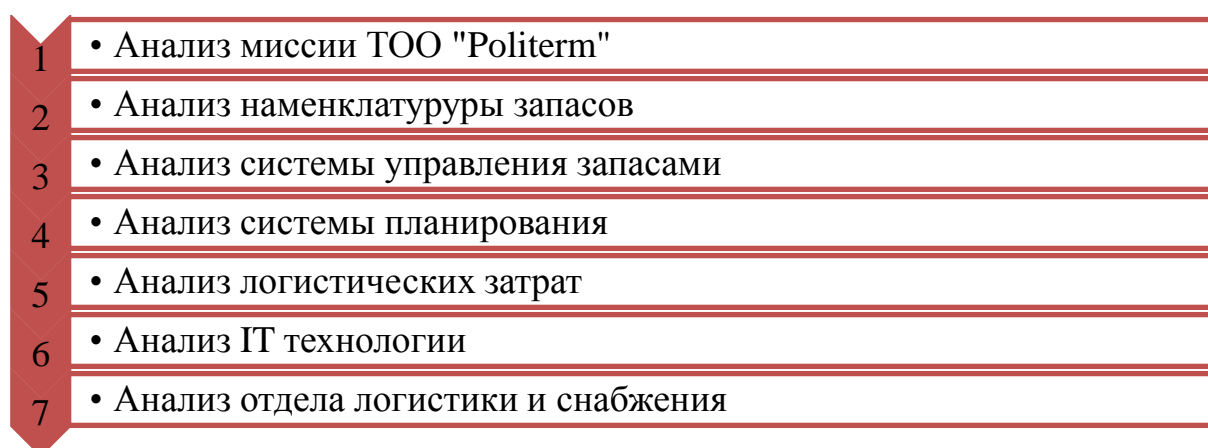 1 • Анализ миссии ТОО "Politerm"
2 • Анализ наменклатуруры запасов
3 • Анализ системы управления запасами
4 • Анализ системы планирования
5 • Анализ логистических затрат
6 • Анализ IT технологии
7 • Анализ отдела логистики и снабжения